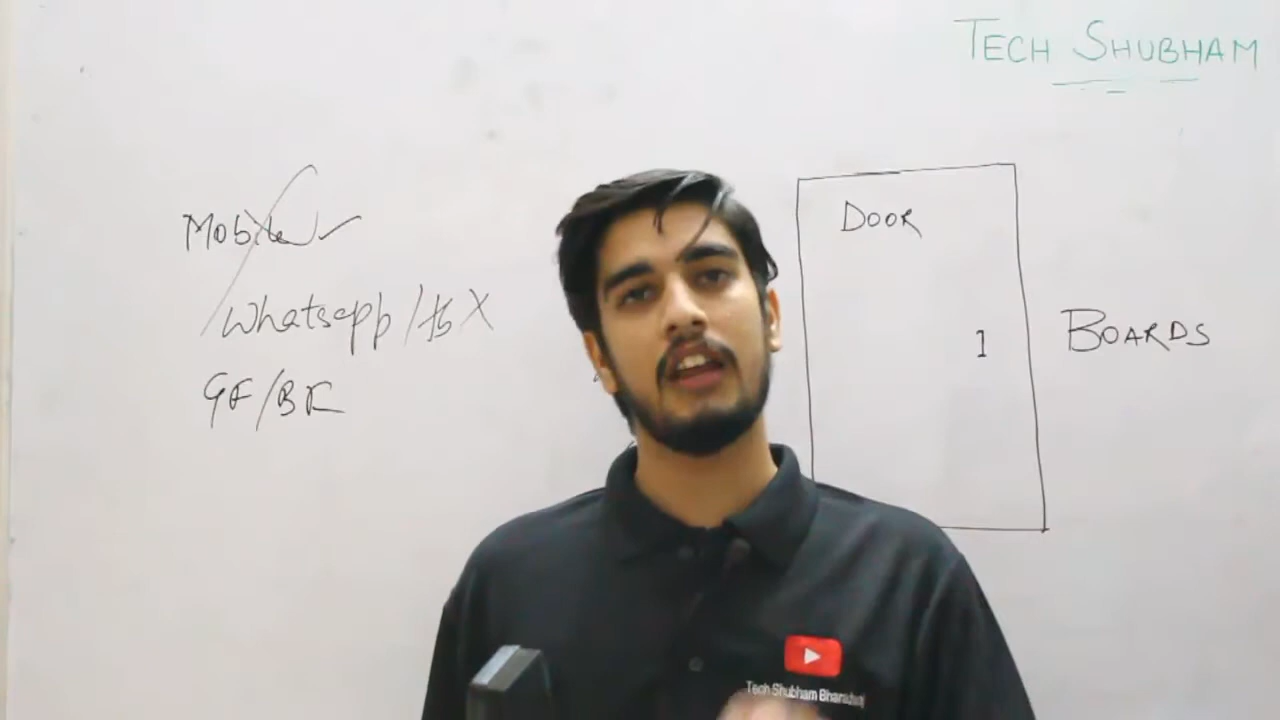 TECH SHUBHAM
Mobile
Whatsapp/fb X
GF/BF
DOOR
1
BOARDS
Tech Shubham Bharadwaj